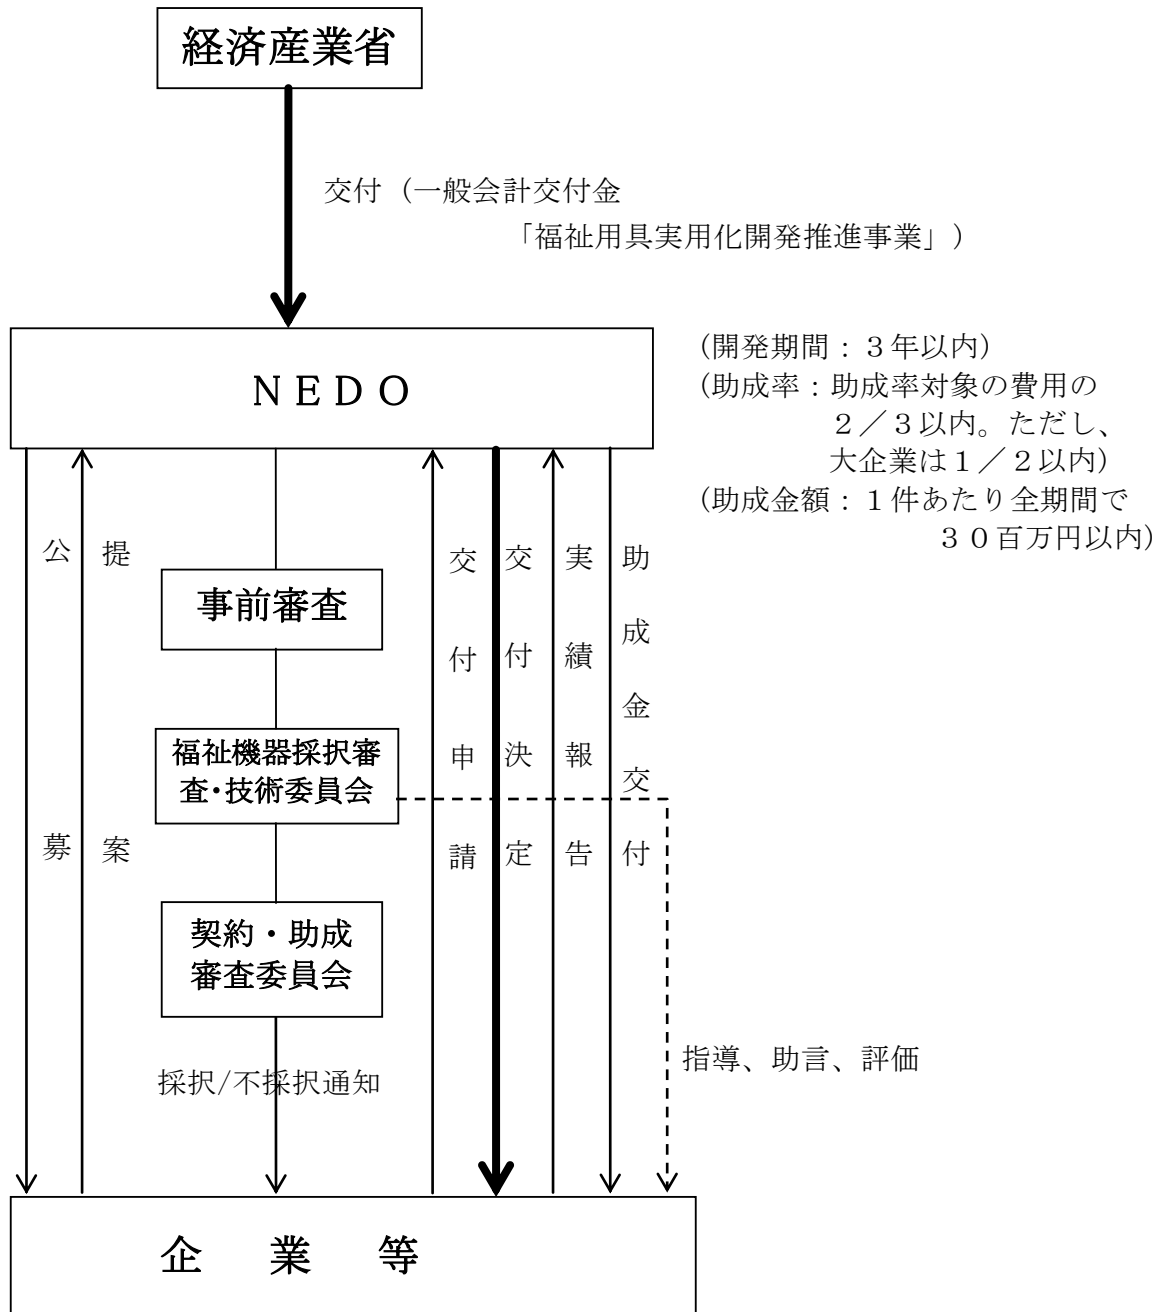 経済産業省
交付（一般会計交付金
「福祉用具実用化開発推進事業」）
ＮＥＤＯ
（開発期間：３年以内）
（助成率：助成率対象の費用の
２／３以内。ただし、
大企業は１／２以内）
（助成金額：１件あたり全期間で
３０百万円以内）
公募
提案
事前審査
福祉機器採択審
査・技術委員会
契約・助成
審査委員会
採択/不採択通知
交付申請
交付決定
実績報告
助成金交付
指導、助言、評価
企業等